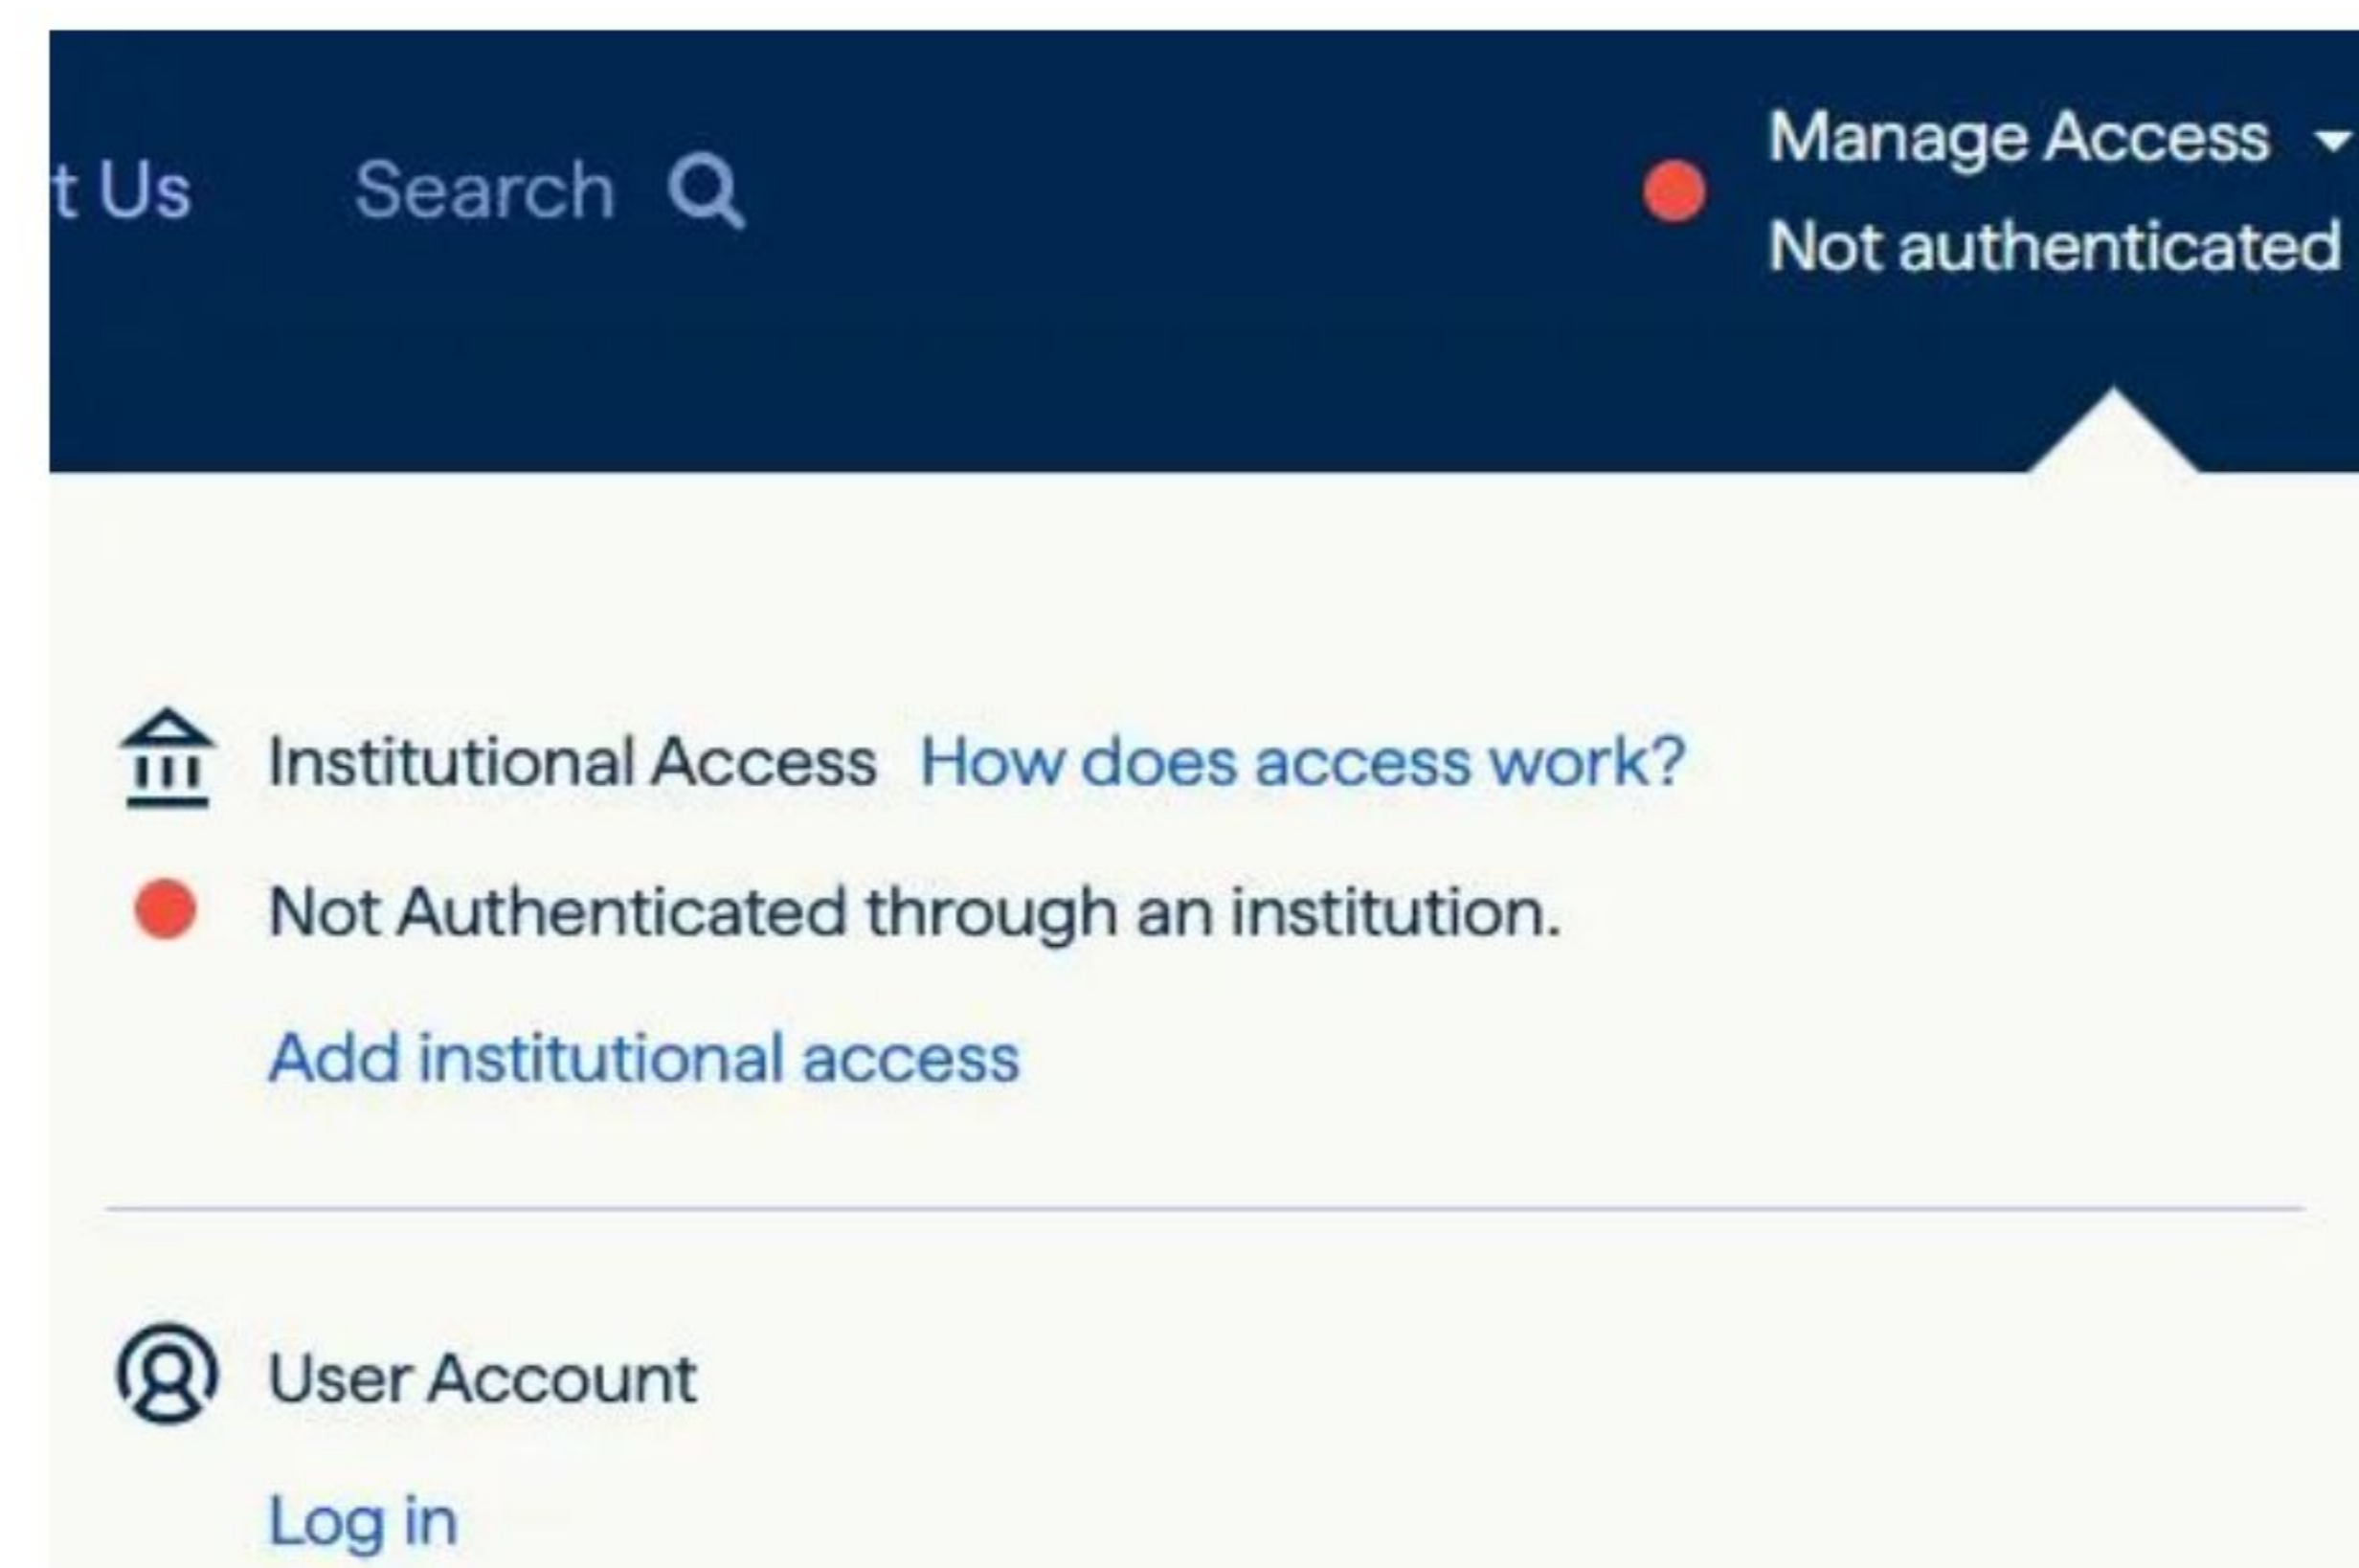 t Us Search Manage Access
Not authenticated
Institutional Access How does access work?
Not Authenticated through an institution.
Add institutional access
User Account
Log in